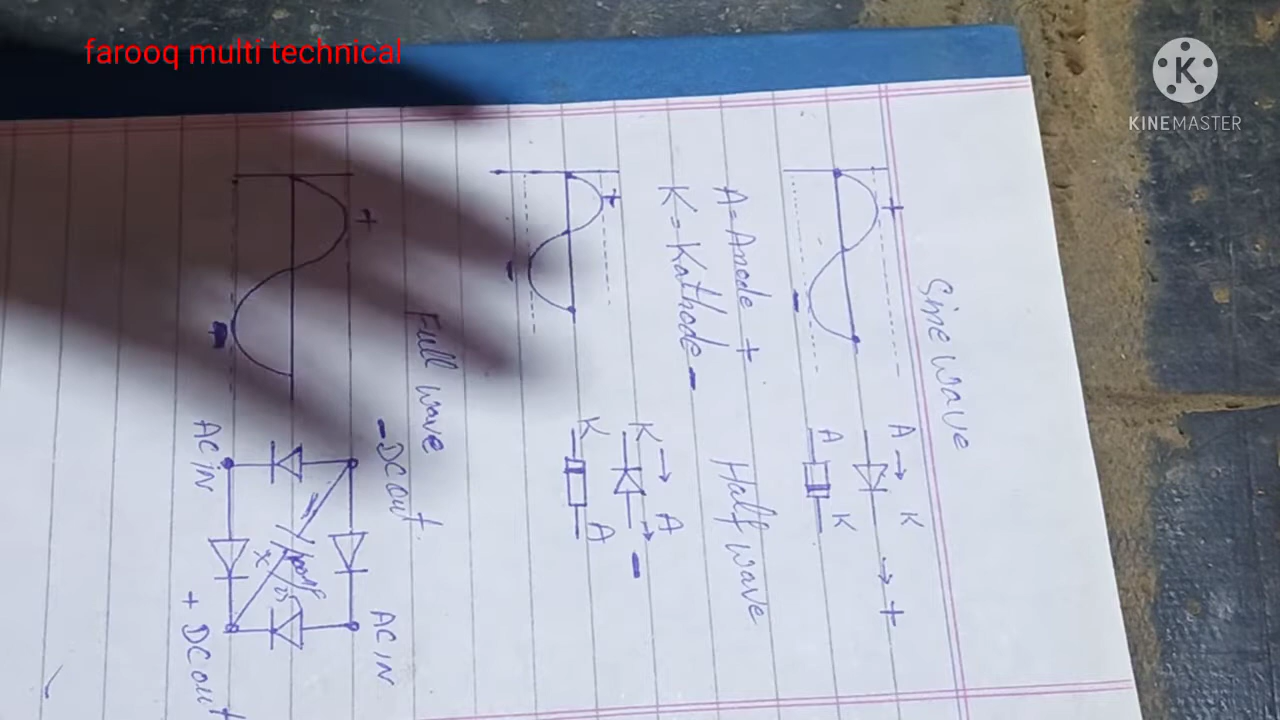 farooq multi technical
KINEMASTER
Sine wave
+
A → K → +
-
A K
A = Anode +
K = Kathode -
Half wave
+
K → A → -
-
K A
Full wave
- DC out
+
AC IN
AC IN
+ DC out